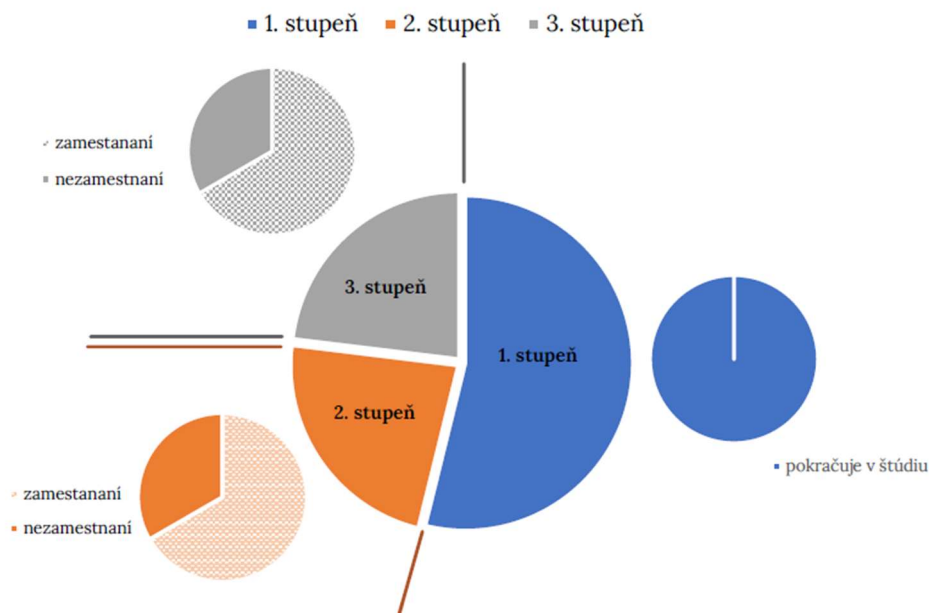 1. stupeň 2. stupeň 3. stupeň
zamestananí
nezamestnaní
3. stupeň
1. stupeň
2. stupeň
pokračuje v štúdiu
zamestananí
nezamestnaní